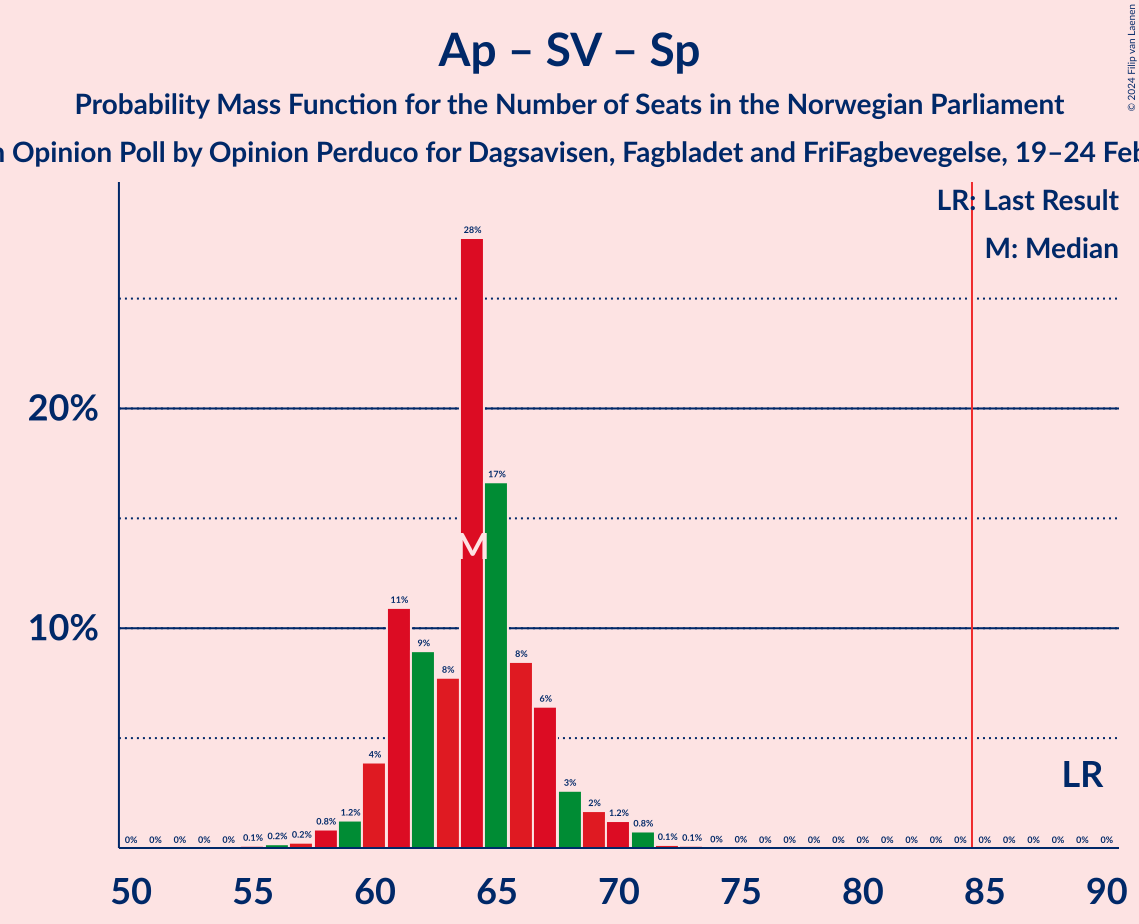 Ap – SV – Sp
Probability Mass Function for the Number of Seats in the Norwegian Parliament
Opinion Poll by Opinion Perduco for Dagsavisen, Fagbladet and FriFagbevegelse, 19–24 Feb
© 2024 Filip van Laenen
LR: Last Result
M: Median
28%
20%
17%
M
11%
10%
9%
8%
8%
6%
4%
LR
3%
2%
0% 0% 0% 0% 0% 0.1% 0.2% 0.2% 0.8% 1.2% 1.2% 0.8% 0.1% 0.1% 0% 0% 0% 0% 0% 0% 0% 0% 0% 0% 0% 0% 0% 0% 0% 0% 0%
50 55 60 65 70 75 80 85 90